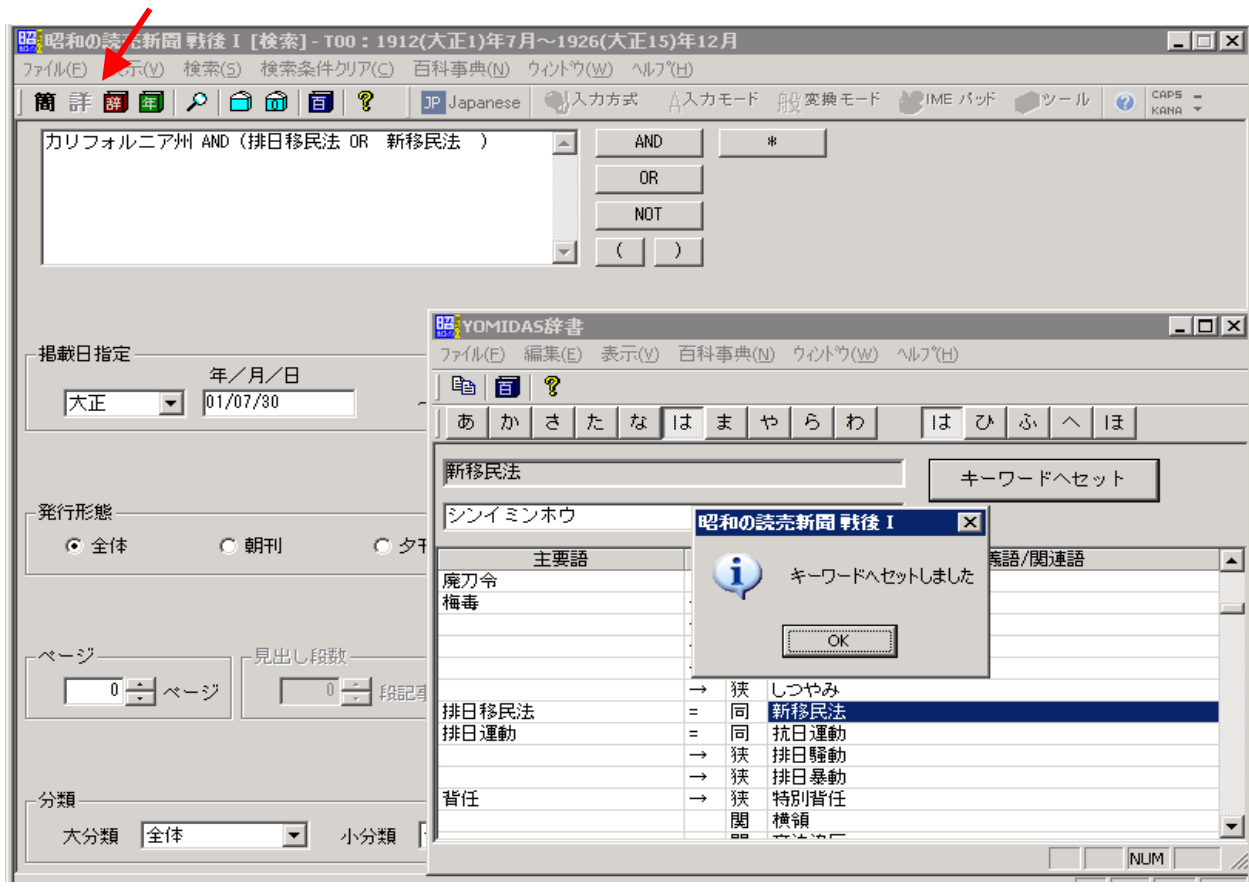 昭和の読売新聞 戦後Ⅰ [検索] - T00：1912(大正1)年7月～1926(大正15)年12月
ファイル(E) 表示(V) 検索(S) 検索条件クリア(C) 百科事典(N) ウィンドウ(W) ヘルプ(H)
簡 詳 辞 年 百 JP Japanese 入力方式 A 入力モード 般 変換モード IME パッド ツール CAPS
KANA
カリフォルニア州 AND（排日移民法 OR 新移民法 ）
AND *
OR
NOT
( )
掲載日指定
年／月／日
大正 01/07/30 ～
発行形態
全体 朝刊 夕刊
ページ
0 ページ
見出し段数
0 段記事
分類
大分類 全体 小分類
YOMIDAS辞書
ファイル(F) 編集(E) 表示(V) 百科事典(N) ウィンドウ(W) ヘルプ(H)
百
あ か さ た な は ま や ら わ は ひ ふ へ ほ
新移民法 キーワードへセット
シンイミンホウ
主要語 義語/関連語
廃刀令
梅毒
→ 狭 しつやみ
排日移民法 = 同 新移民法
排日運動 = 同 抗日運動
→ 狭 排日騒動
→ 狭 排日暴動
背任 → 狭 特別背任
関 横領
昭和の読売新聞 戦後Ⅰ
キーワードへセットしました
OK
NUM